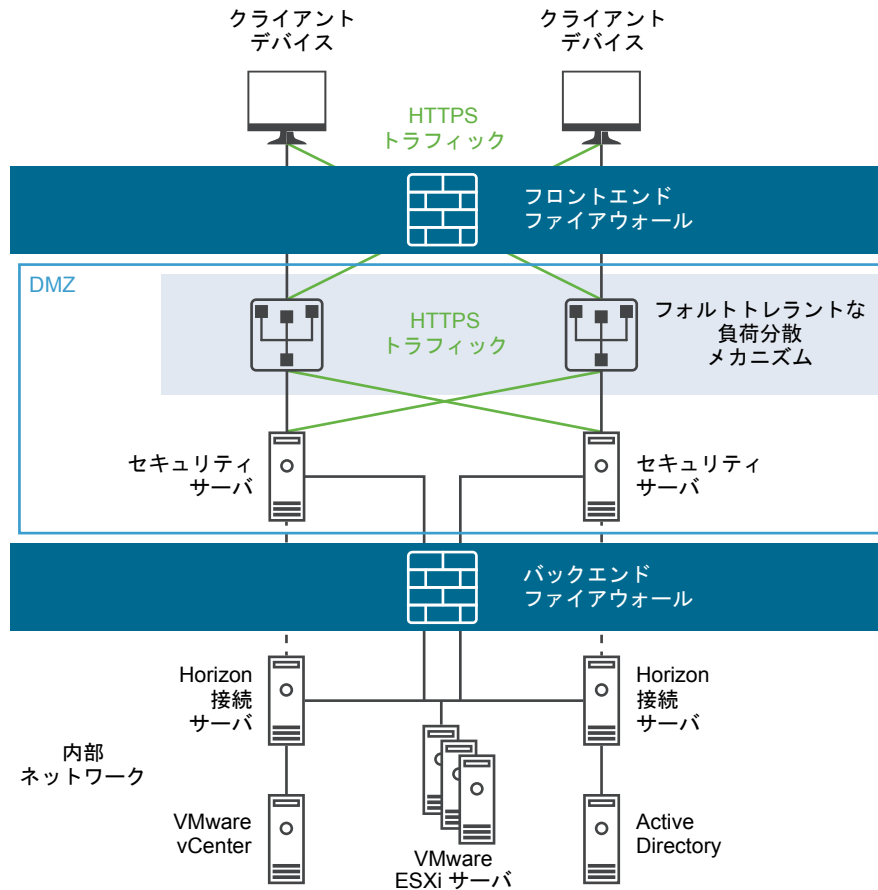 クライアント
デバイス
クライアント
デバイス
HTTPS
トラフィック
フロントエンド
ファイアウォール
DMZ
HTTPS
トラフィック
フォルトトレラントな
負荷分散
メカニズム
セキュリティ
サーバ
セキュリティ
サーバ
バックエンド
ファイアウォール
Horizon
接続
サーバ
Horizon
接続
サーバ
内部
ネットワーク
VMware
vCenter
VMware
ESXi サーバ
Active
Directory